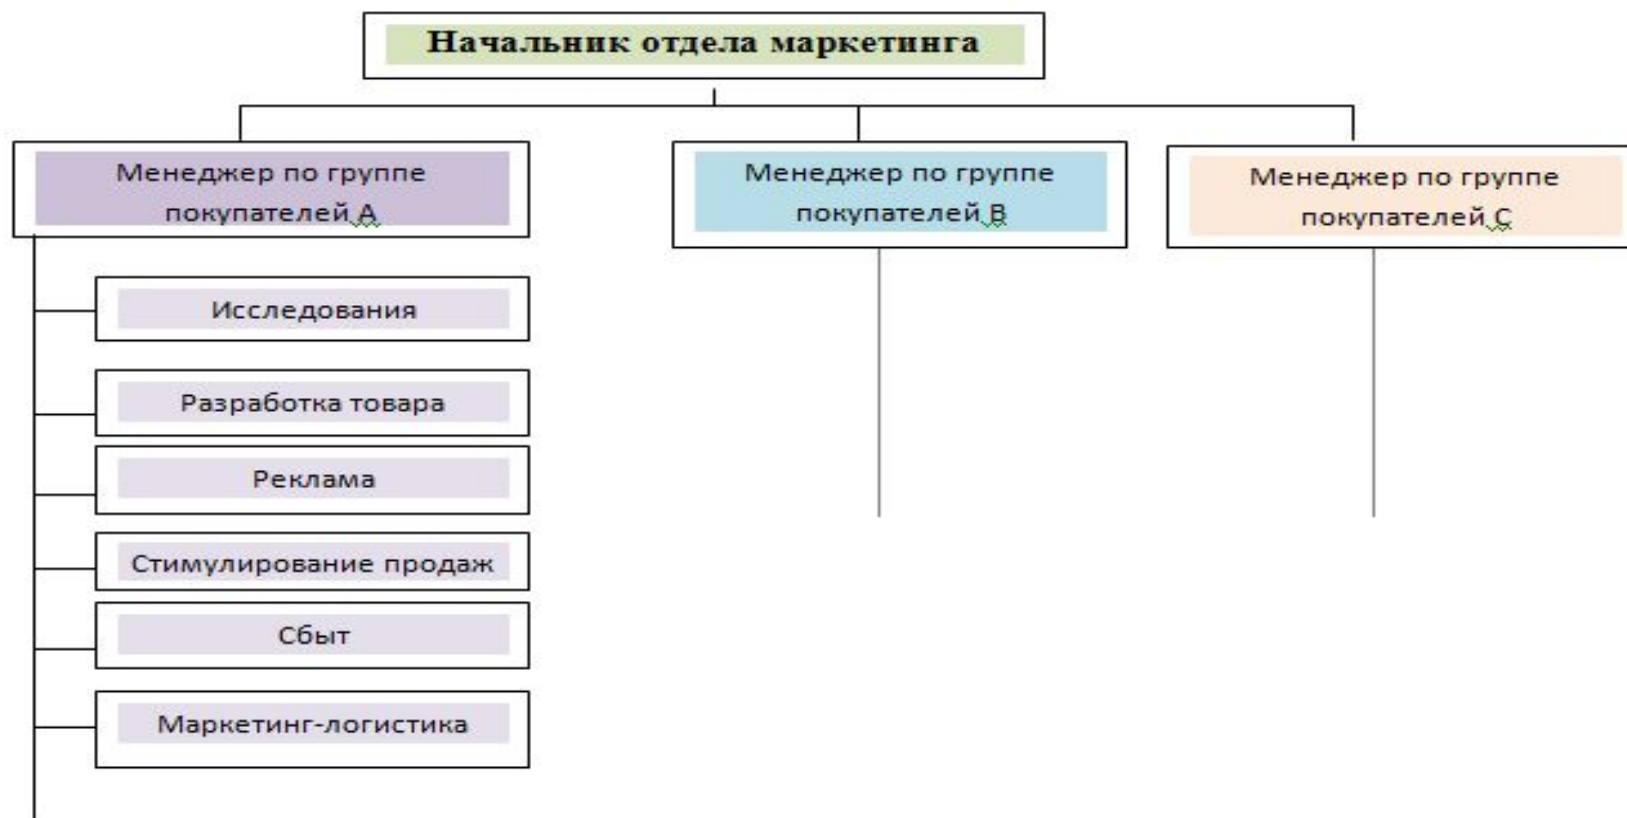 Начальник отдела маркетинга
Менеджер по группе
покупателей А
Менеджер по группе
покупателей В
Менеджер по группе
покупателей С
Исследования
Разработка товара
Реклама
Стимулирование продаж
Сбыт
Маркетинг-логистика